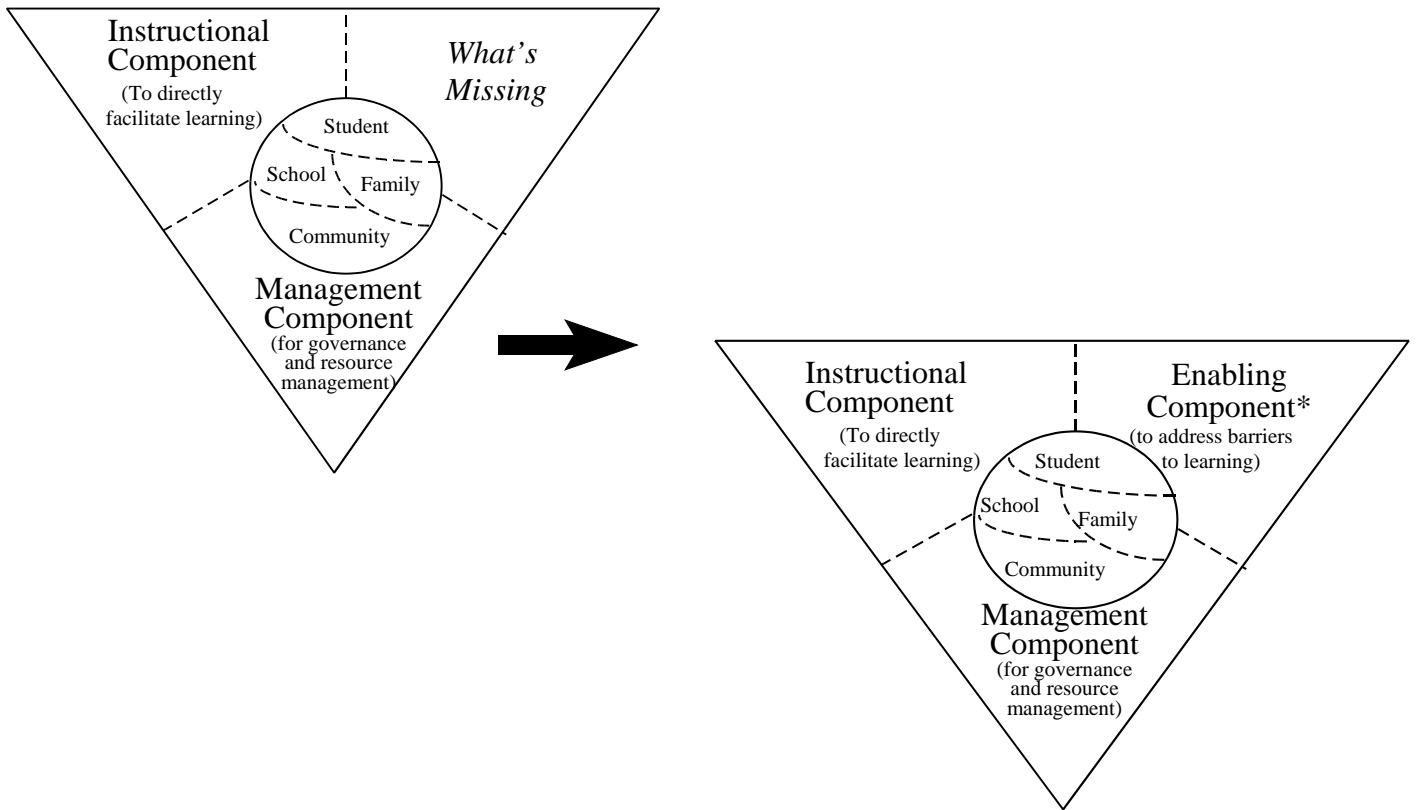 Instructional
Component
(To directly
facilitate learning)
What's
Missing
Student
School
Family
Community
Management
Component
(for governance
and resource
management)
Instructional
Component
(To directly
facilitate learning)
Enabling
Component*
(to address barriers
to learning)
Student
School
Family
Community
Management
Component
(for governance
and resource
management)